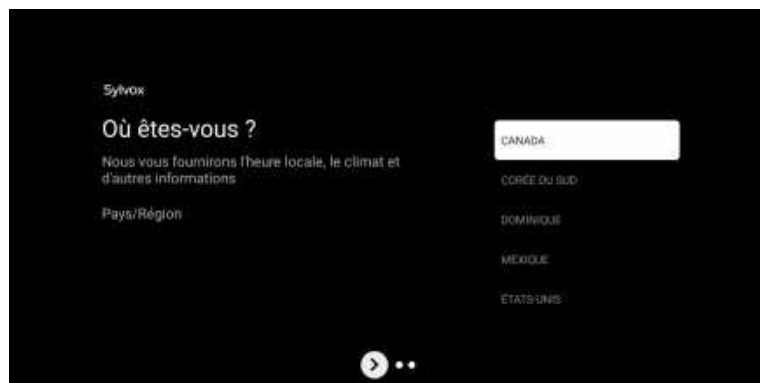 Sylvox
Où êtes-vous ?
Nous vous fournirons l'heure locale, le climat et
d'autres informations
Pays/Région
CANADA
CORÉE DU SUD
DOMINIQUE
MEXIQUE
ÉTATS-UNIS